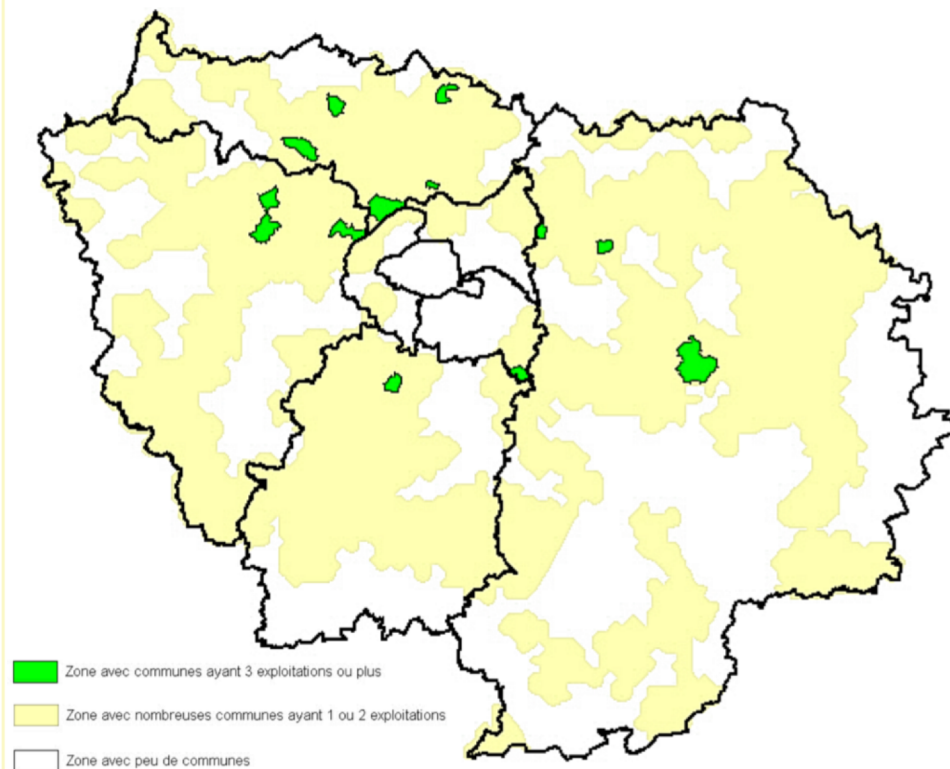 Zone avec communes ayant 3 exploitations ou plus
Zone avec nombreuses communes ayant 1 ou 2 exploitations
Zone avec peu de communes